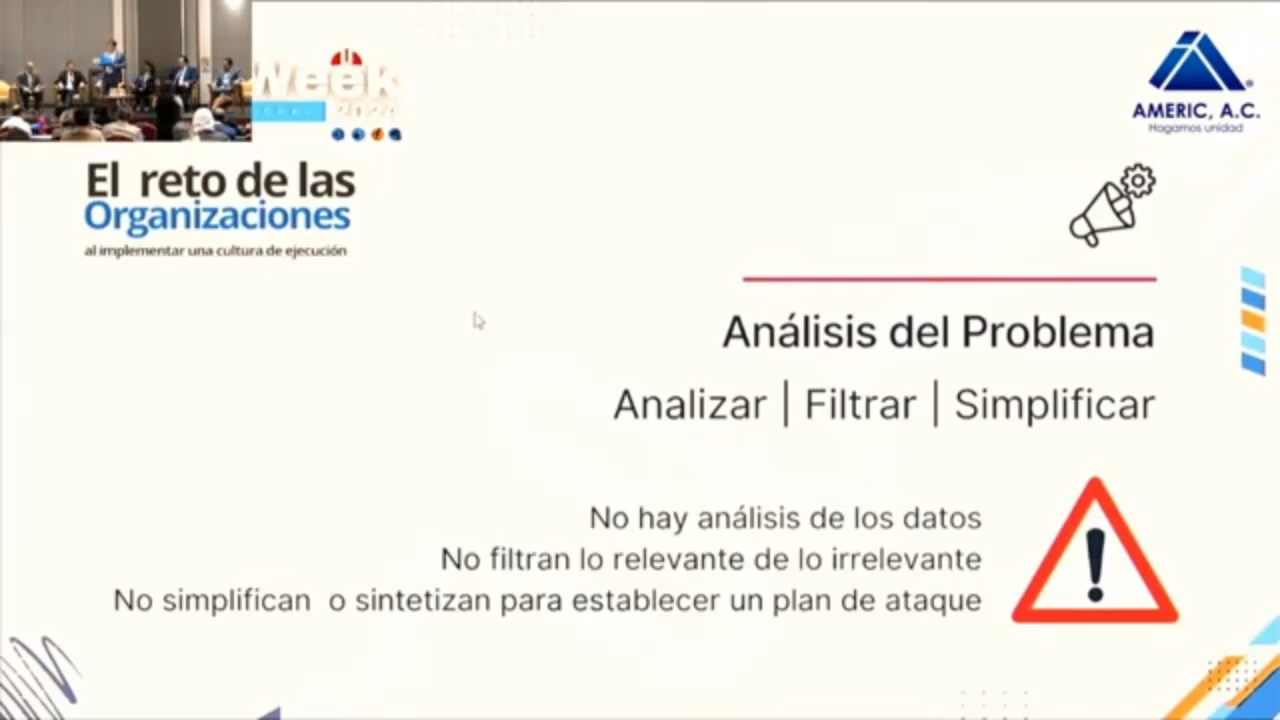 Week
AMERIC, A.C.
Hagamos unidad
El reto de las
Organizaciones
al implementar una cultura de ejecución
Análisis del Problema
Analizar | Filtrar | Simplificar
No hay análisis de los datos
No filtran lo relevante de lo irrelevante
No simplifican o sintetizan para establecer un plan de ataque